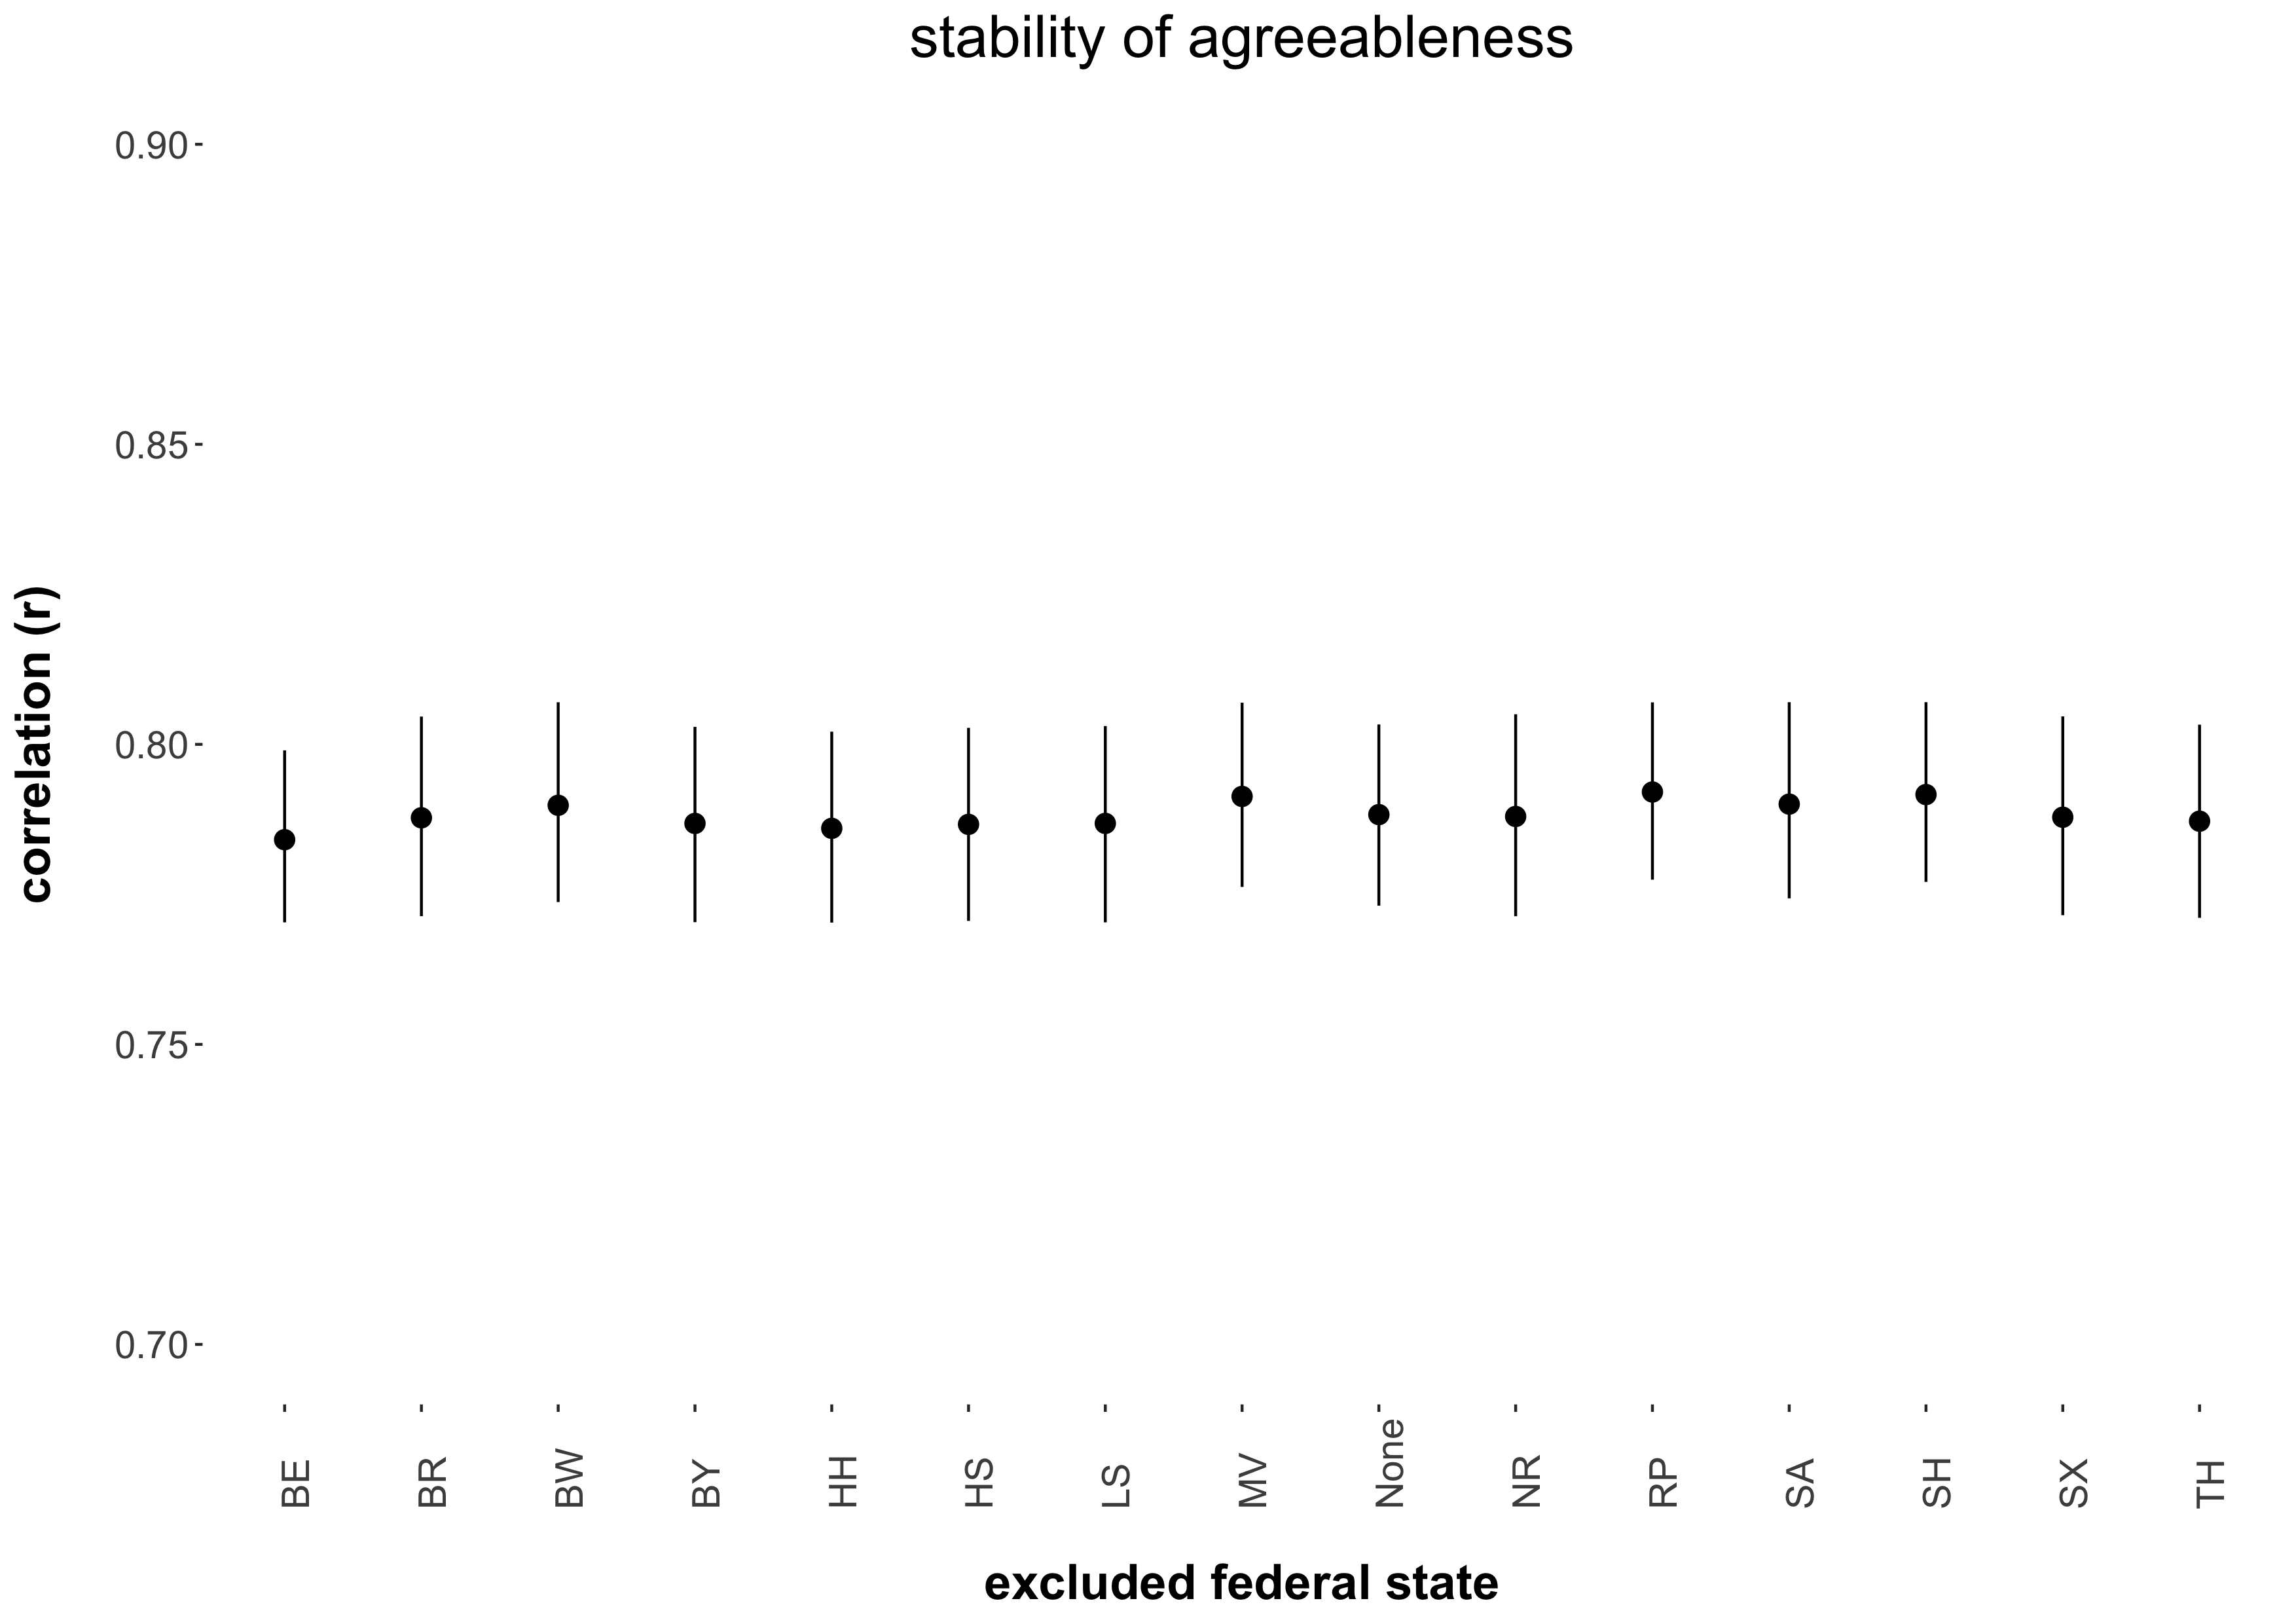 stability of agreeableness
correlation (r)
0.90
0.85
0.80
0.75
0.70
BE
BR
BW
BY
HH
HS
LS
MV
None
NR
RP
SA
SH
SX
TH
excluded federal state